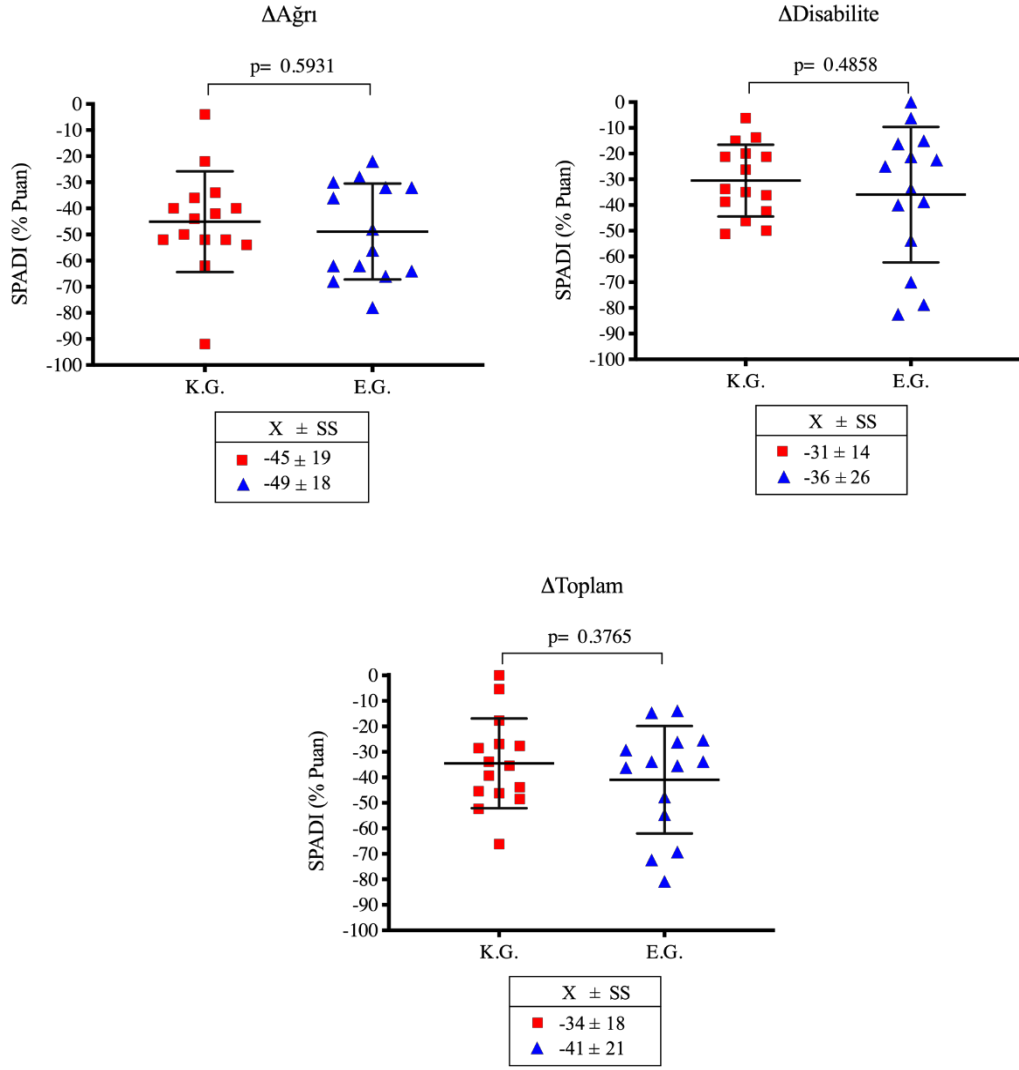 ΔAğrı
p= 0.5931
SPADI (% Puan)
0
-10
-20
-30
-40
-50
-60
-70
-80
-90
-100
K.G.
E.G.
X ± SS
-45 ± 19
-49 ± 18
ΔDisabilite
p= 0.4858
SPADI (% Puan)
0
-10
-20
-30
-40
-50
-60
-70
-80
-90
-100
K.G.
E.G.
X ± SS
-31 ± 14
-36 ± 26
ΔToplam
p= 0.3765
SPADI (% Puan)
0
-10
-20
-30
-40
-50
-60
-70
-80
-90
-100
K.G.
E.G.
X ± SS
-34 ± 18
-41 ± 21